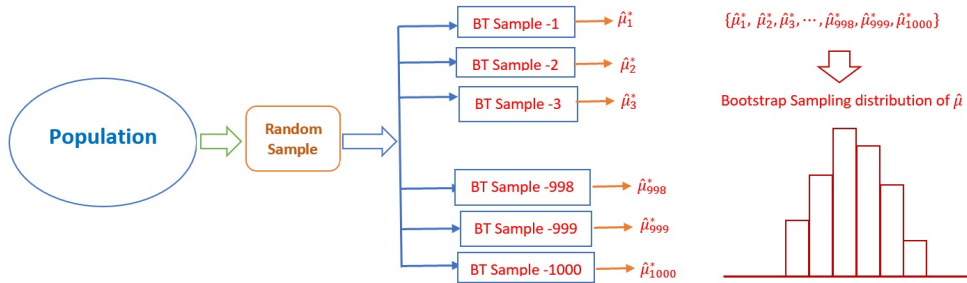 Population
Random
Sample
BT Sample -1
μ̂₁*
BT Sample -2
μ̂₂*
BT Sample -3
μ̂₃*
BT Sample -998
μ̂₉₉₈*
BT Sample -999
μ̂₉₉₉*
BT Sample -1000
μ̂₁₀₀₀*
{μ̂₁*, μ̂₂*, μ̂₃*, ⋯, μ̂₉₉₈*, μ̂₉₉₉*, μ̂₁₀₀₀*}
Bootstrap Sampling distribution of μ̂